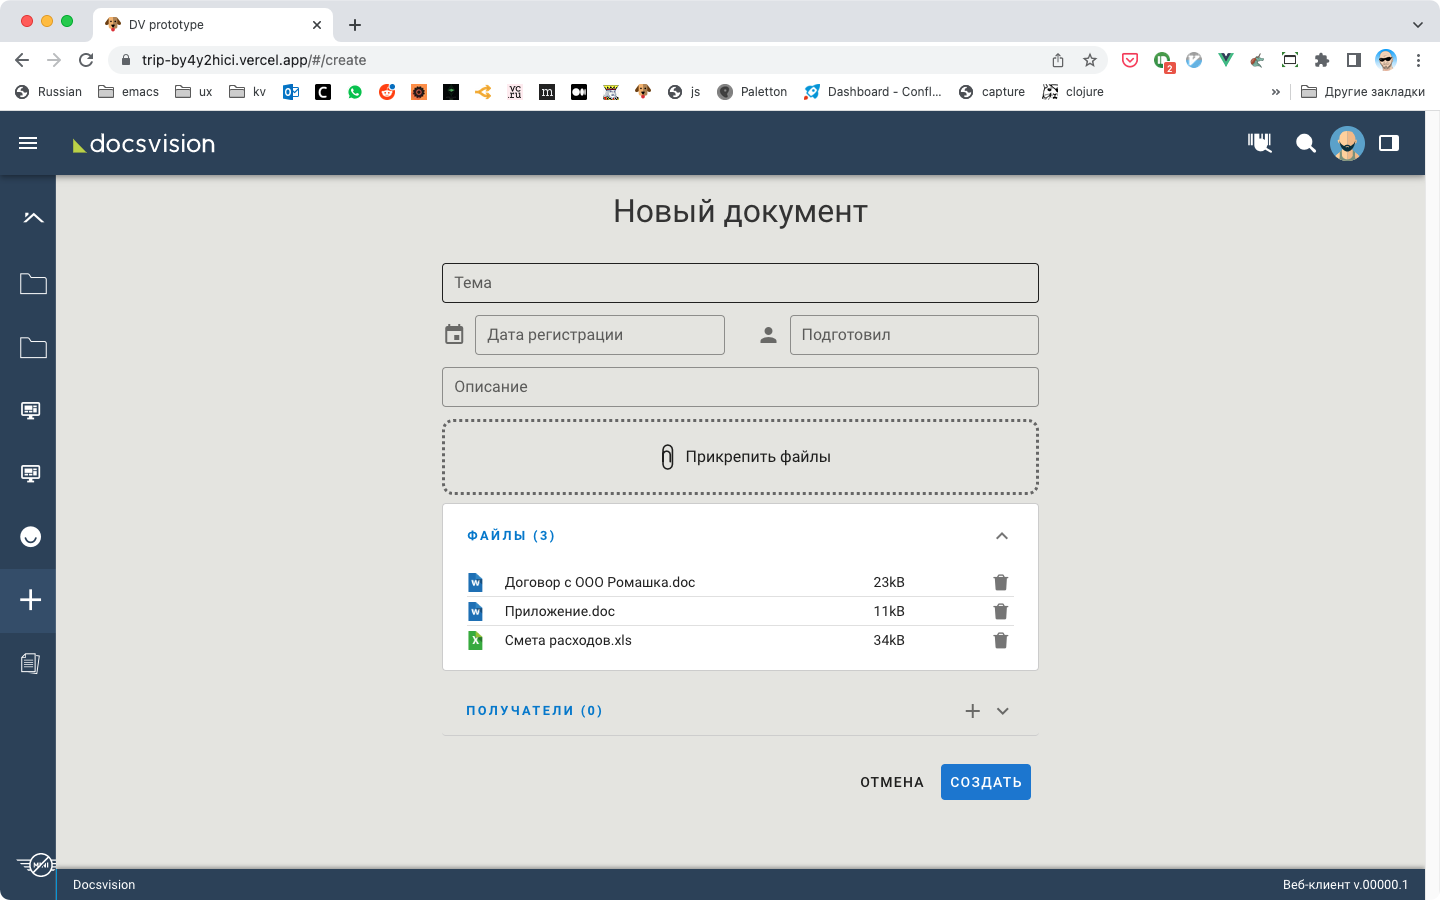 DV prototype
trip-by4y2hici.vercel.app/#/create
2
Russian emacs ux kv js Paletton Dashboard - Confl... capture clojure » Другие закладки
docsvision
Новый документ
Тема
Дата регистрации Подготовил
Описание
Прикрепить файлы
ФАЙЛЫ (3)
Договор с ООО Ромашка.doc 23kB
Приложение.doc 11kB
Смета расходов.xls 34kB
ПОЛУЧАТЕЛИ (0)
ОТМЕНА СОЗДАТЬ
Docsvision Веб-клиент v.00000.1